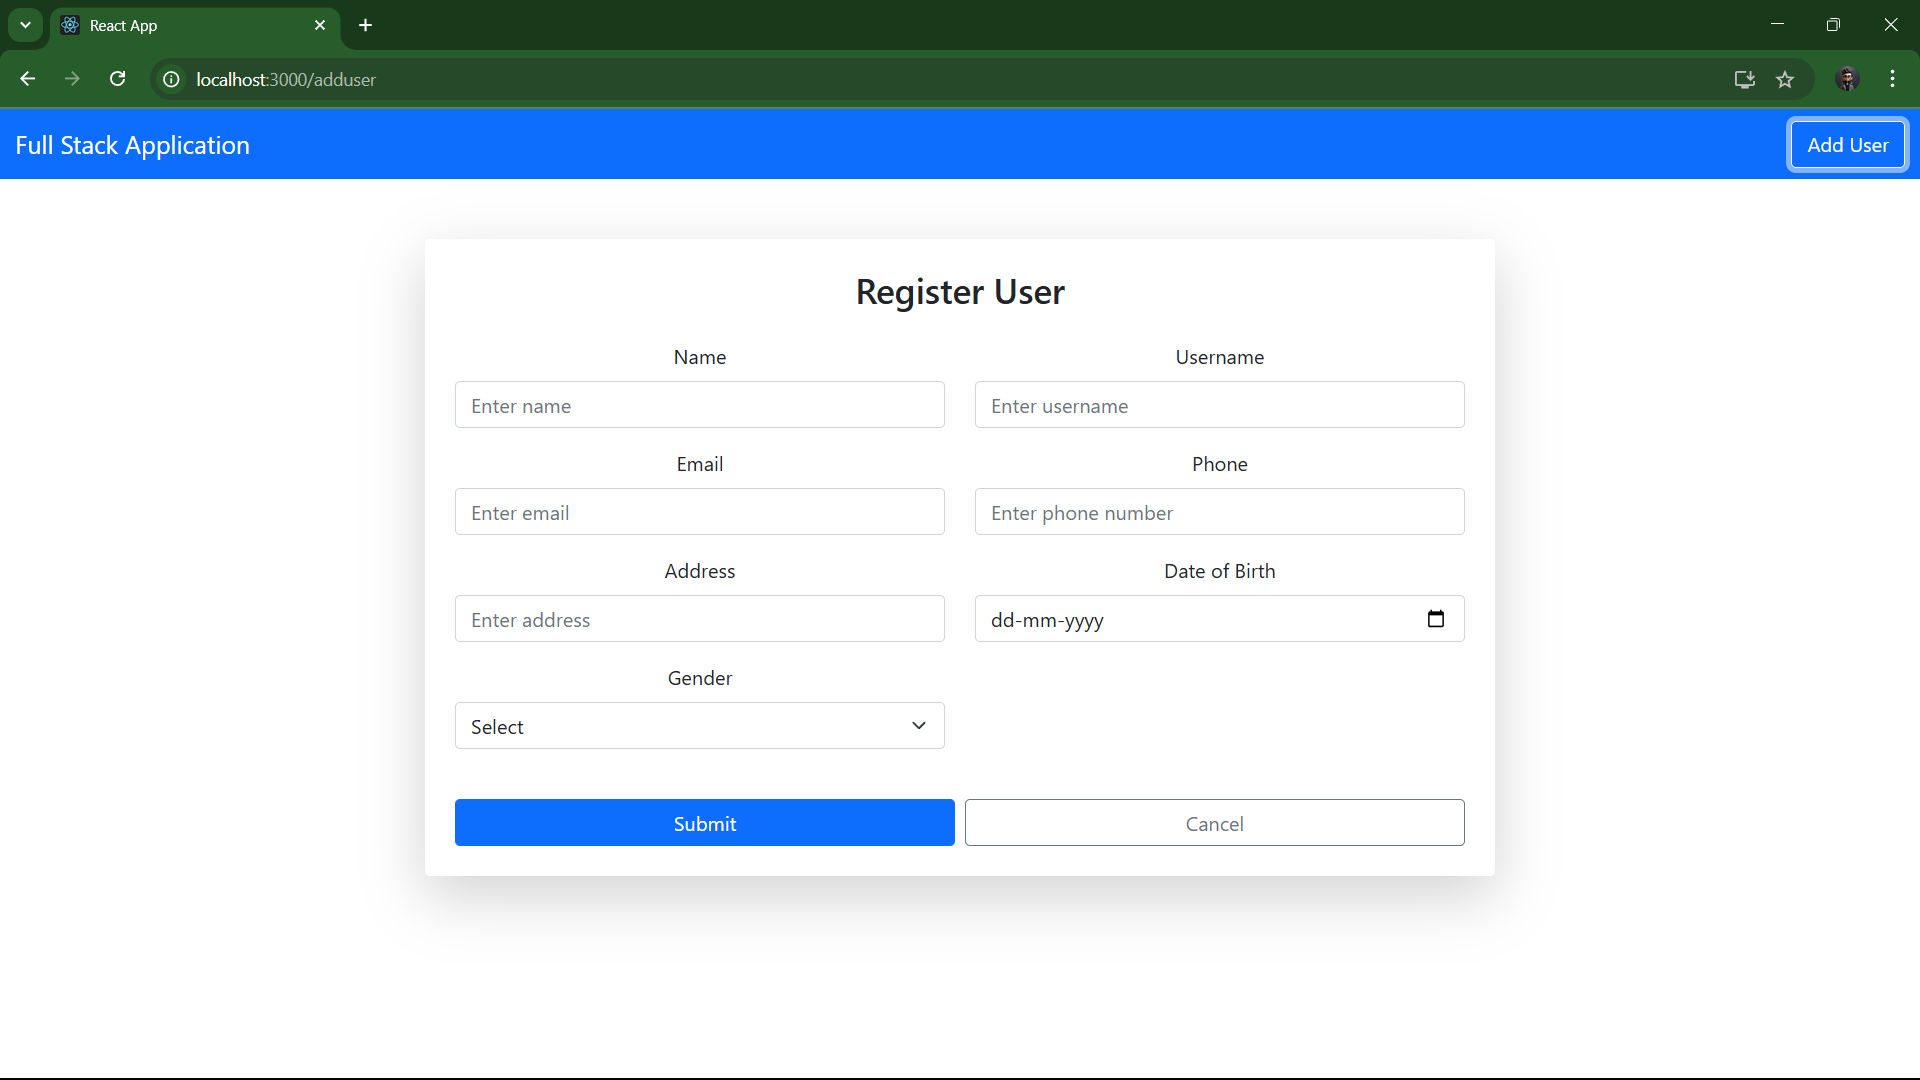 React App
localhost:3000/adduser
Full Stack Application
Add User
Register User
Name
Username
Enter name
Enter username
Email
Phone
Enter email
Enter phone number
Address
Date of Birth
Enter address
dd-mm-yyyy
Gender
Select
Submit
Cancel